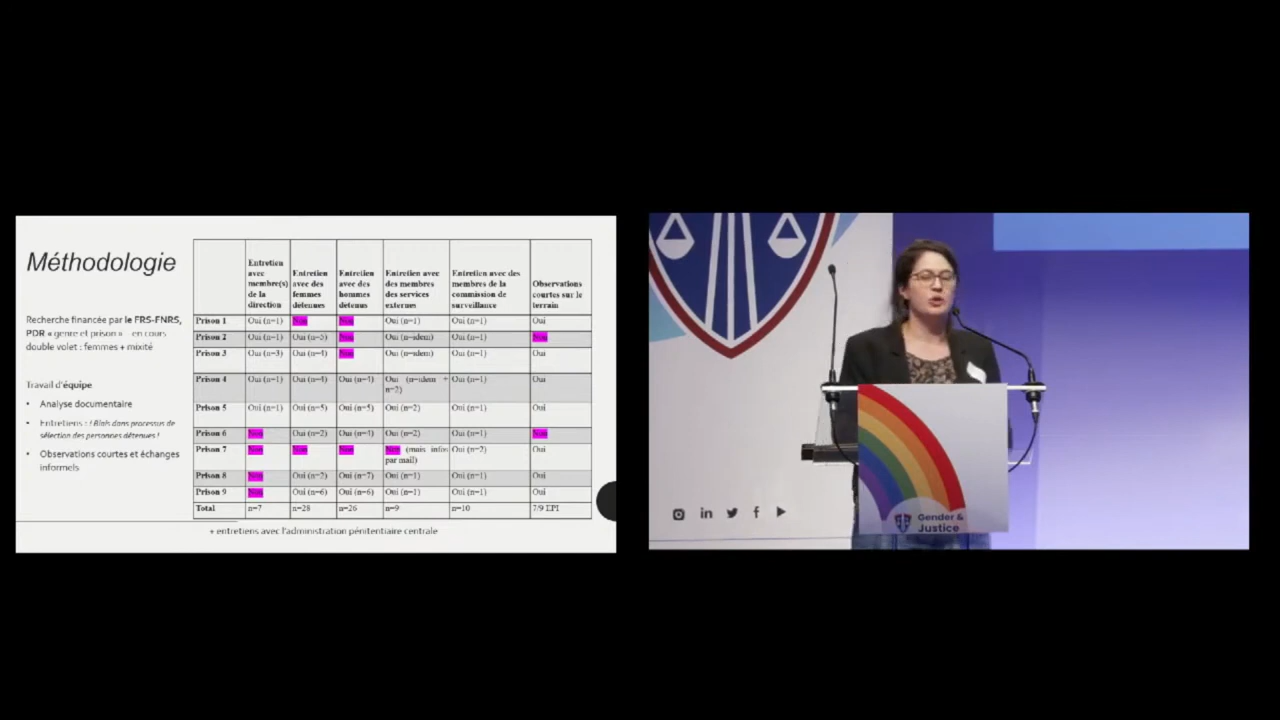 Méthodologie
Recherche financée par le FRS-FNRS,
PDR « genre et prison » – en cours
double volet : femmes + mixité
Travail d'équipe
• Analyse documentaire
• Entretiens : ! Biais dans processus de
sélection des personnes détenues !
• Observations courtes et échanges
informels
Entretien avec membre(s) de la direction
Entretien avec des femmes détenues
Entretien avec des hommes détenus
Entretien avec des membres des services externes
Entretien avec des membres de la commission de surveillance
Observations courtes sur le terrain
Prison 1 Oui (n=1) Non Non Oui (n=1) Oui (n=1) Oui
Prison 2 Oui (n=1) Oui (n=5) Non Oui (n=idem) Oui (n=1) Non
Prison 3 Oui (n=3) Oui (n=4) Non Oui (n=idem) Oui (n=1) Oui
Prison 4 Oui (n=1) Oui (n=4) Oui (n=4) Oui (n=idem + n=2) Oui (n=1) Oui
Prison 5 Oui (n=1) Oui (n=5) Oui (n=5) Oui (n=2) Oui (n=1) Oui
Prison 6 Non Oui (n=2) Oui (n=4) Oui (n=2) Oui (n=1) Non
Prison 7 Non Non Non Non (mais infos par mail) Oui (n=2) Oui
Prison 8 Non Oui (n=2) Oui (n=7) Oui (n=1) Oui (n=1) Oui
Prison 9 Non Oui (n=6) Oui (n=6) Oui (n=1) Oui (n=1) Oui
Total n=7 n=28 n=26 n=9 n=10 7/9 EPI
+ entretiens avec l'administration pénitentiaire centrale
Gender &
Justice